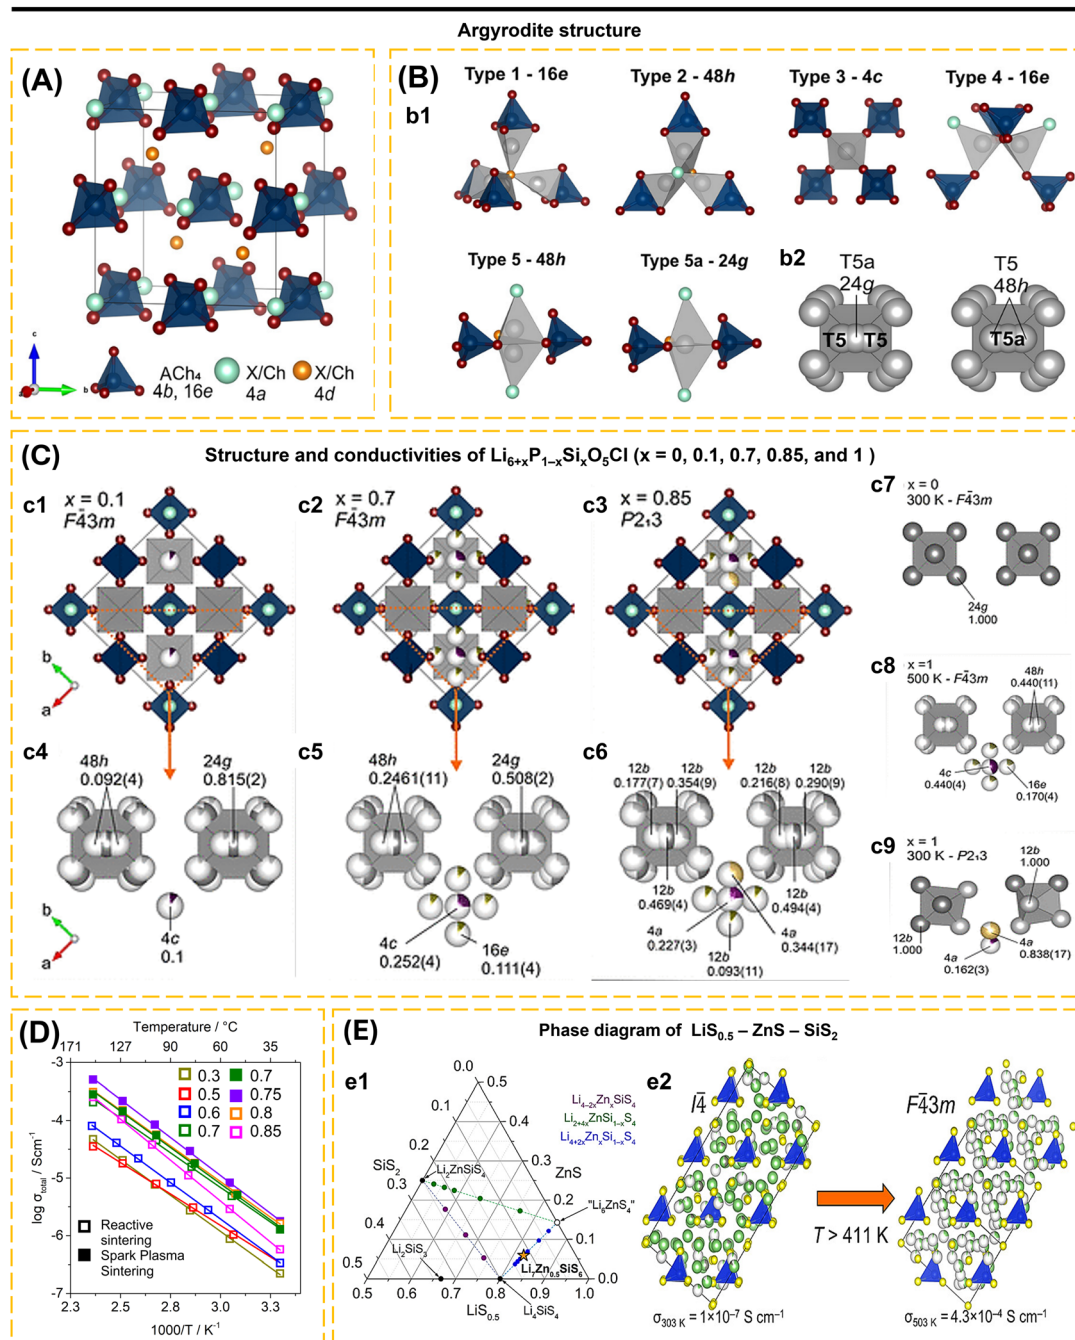 Argyrodite structure
(A)
c
b
ACh₄
4b, 16e
X/Ch
4a
X/Ch
4d
(B)
b1
Type 1 - 16e
Type 2 - 48h
Type 3 - 4c
Type 4 - 16e
Type 5 - 48h
Type 5a - 24g
b2
T5a
24g
T5 T5
T5
48h
T5a
(C)
Structure and conductivities of Li₆₊ₓP₁₋ₓSiₓO₅Cl (x = 0, 0.1, 0.7, 0.85, and 1 )
c1
x = 0.1
F4̄3m
c2
x = 0.7
F4̄3m
c3
x = 0.85
P2₁3
b
a
c4
48h
0.092(4)
24g
0.815(2)
4c
0.1
b
a
c5
48h
0.2461(11)
24g
0.508(2)
4c
0.252(4)
16e
0.111(4)
c6
12b
0.177(7)
12b
0.354(9)
12b
0.216(8)
12b
0.290(9)
12b
0.469(4)
12b
0.494(4)
4a
0.227(3)
4a
0.344(17)
12b
0.093(11)
c7
x = 0
300 K - F4̄3m
24g
1.000
c8
x =1
500 K - F4̄3m
48h
0.440(11)
4c
0.440(4)
16e
0.170(4)
c9
x = 1
300 K - P2₁3
12b
1.000
12b
1.000
4a
0.162(3)
4a
0.838(17)
(D)
Temperature / °C
171 127 90 60 35
-3
-4
-5
-6
-7
log σtotal / Scm⁻¹
0.3
0.5
0.6
0.7
0.7
0.75
0.8
0.85
Reactive
sintering
Spark Plasma
Sintering
2.3 2.5 2.8 3.0 3.3
1000/T / K⁻¹
(E)
Phase diagram of LiS₀.₅ – ZnS – SiS₂
e1
0.0
0.5
0.1
0.4
0.2
0.3
0.3
0.2
0.4
0.1
0.5
0.0
SiS₂
ZnS
Li₄₋₂ₓZnₓSiS₄
Li₂₊₄ₓZnSi₁₋ₓS₄
Li₄₊₂ₓZnₓSi₁₋ₓS₄
Li₂ZnSiS₄
"Li₆ZnS₄"
Li₂SiS₃
Li₇Zn₀.₅SiS₆
Li₄SiS₄
0.5 0.6 0.7 0.8 0.9 1.0
LiS₀.₅
e2
I4̄
F4̄3m
T > 411 K
σ303 K = 1×10⁻⁷ S cm⁻¹
σ503 K = 4.3×10⁻⁴ S cm⁻¹